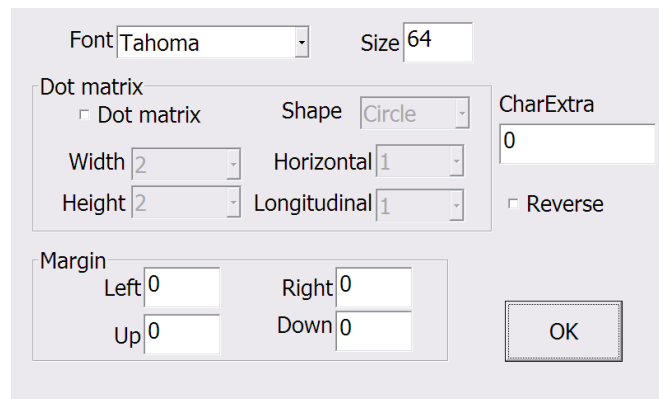 Font Tahoma Size 64
Dot matrix
Dot matrix Shape Circle CharExtra
0
Width 2 Horizontal 1
Height 2 Longitudinal 1 Reverse
Margin
Left 0 Right 0
Up 0 Down 0 OK